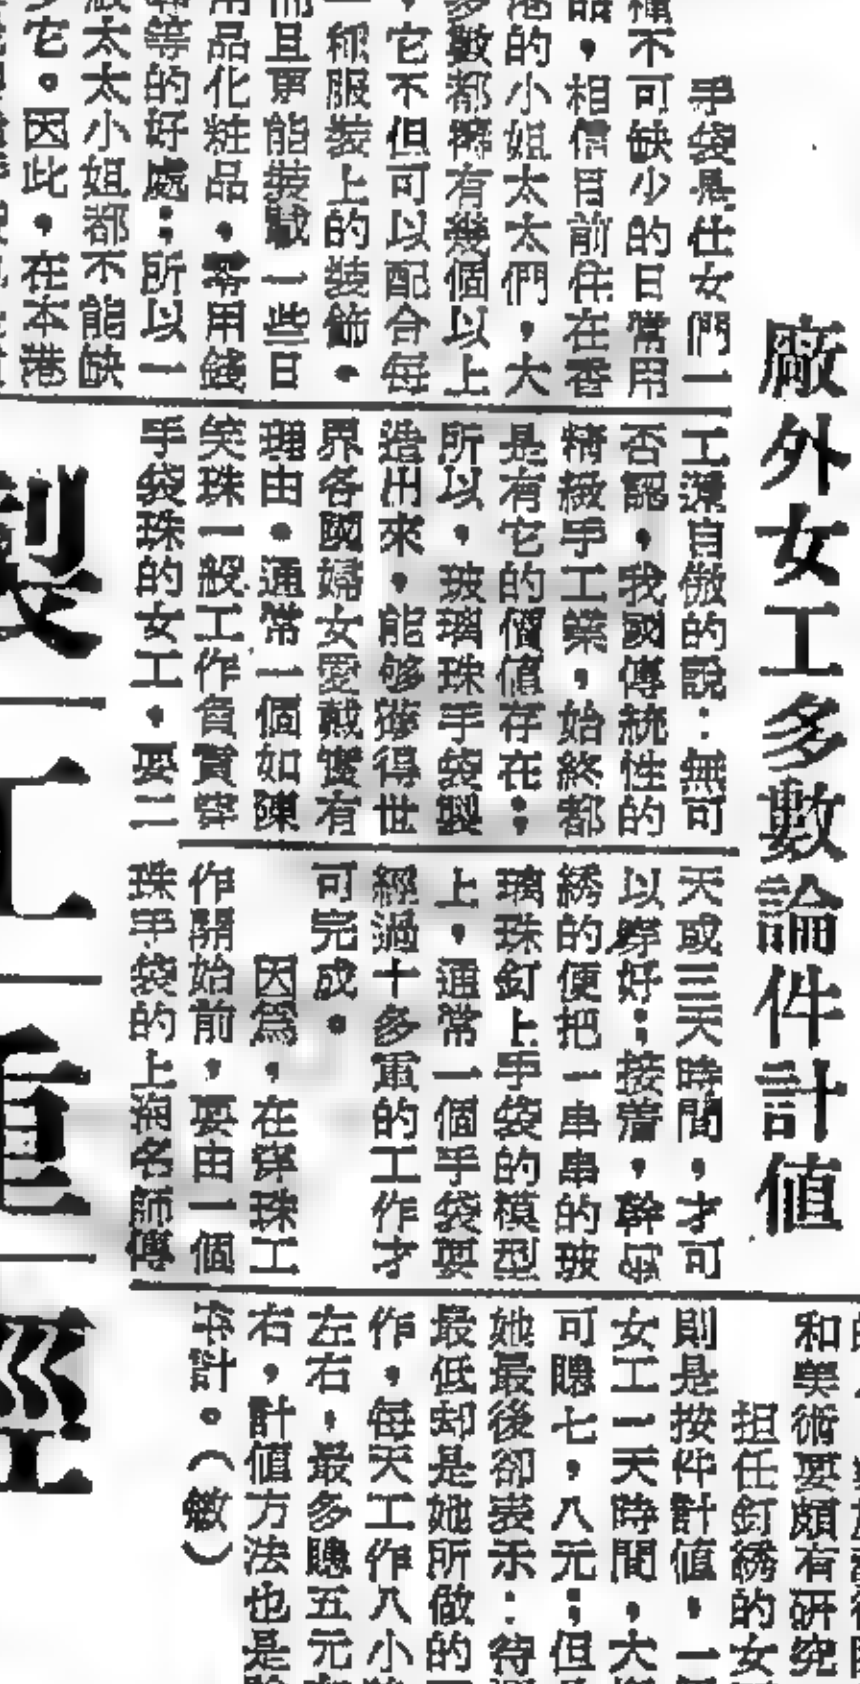 廠外女工多數論件計值
手袋是仕女們一
種不可缺少的日常用
品，相信目前住在香
港的小姐太太們，大
多數都擁有幾個以上
，它不但可以配合每
一種服裝上的裝飾，
而且更能裝載一些日
用品化粧品，零用錢
等的好處；所以一
太太小姐都不能缺
少它。因此，在本港
工源自傲的說：無可
否認，我國傳統性的
精緻手工業，始終都
是有它的價值存在；
所以，玻璃珠手袋製
造出來，能够獲得世
界各國婦女愛戴實有
理由。通常一個如陳
笑珠一般工作負責穿
手袋珠的女工，要二
天或三天時間，才可
以穿好；接着，幹
綉的便把一串串的玻
璃珠釘上手袋的模型
上，通常一個手袋要
經過十多重的工作才
可完成。
因爲，在穿珠工
作開始前，要由一個
珠手袋的上海名師傅
和美術要頗有研究
担任釘綉的女
則是按件計值，一
女工一天時間，大
可賺七，八元；但
她最後卻表示：待
最低却是她所做的
作，每天工作八小
左右，最多賺五元
右，計值方法也是
件計。（敏）
製工重